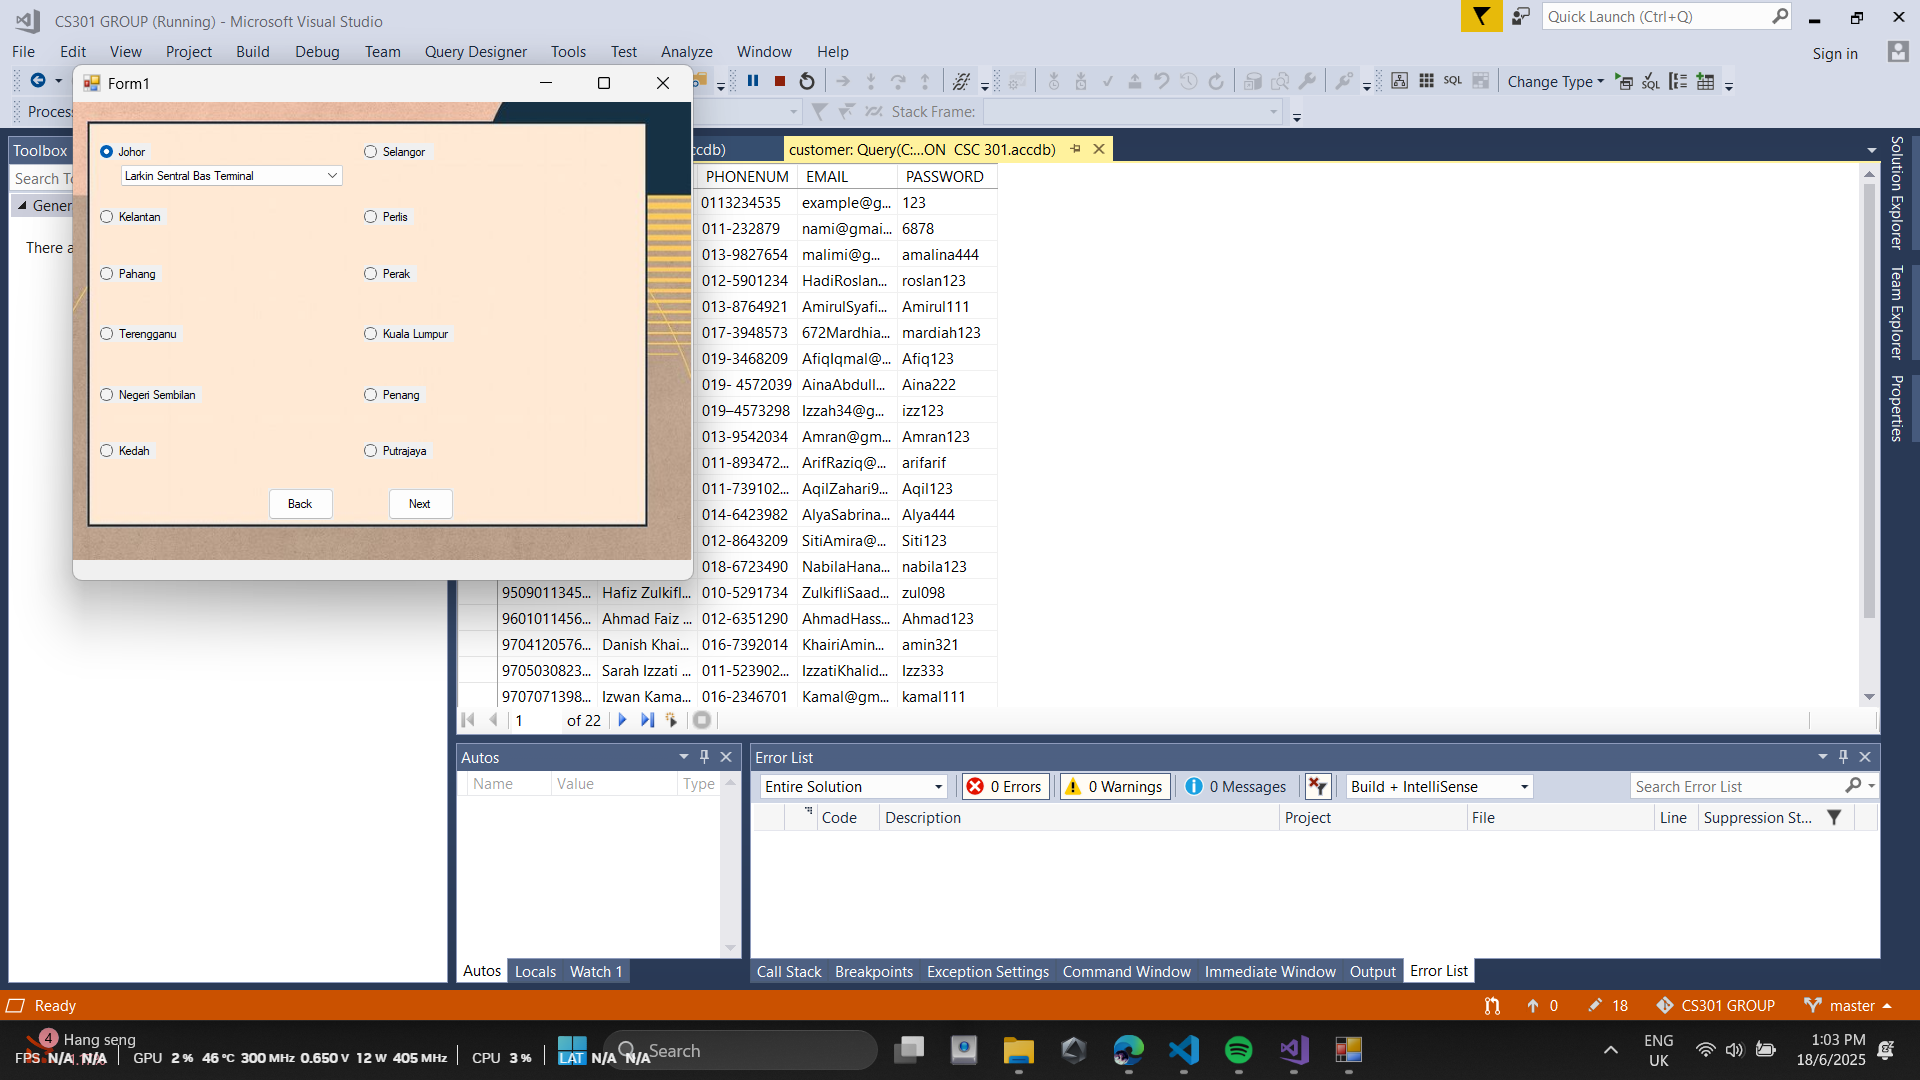 CS301 GROUP (Running) - Microsoft Visual Studio
Quick Launch (Ctrl+Q)
File Edit View Project Build Debug Team Query Designer Tools Test Analyze Window Help
Sign in
Form1
SQL
Change Type
SQL
Process
Stack Frame:
Toolbox
ccdb)
customer: Query(C:...ON CSC 301.accdb)
Search To
Gener
There a
Johor
Larkin Sentral Bas Terminal
Selangor
Kelantan
Perlis
Pahang
Perak
Terengganu
Kuala Lumpur
Negeri Sembilan
Penang
Kedah
Putrajaya
Back
Next
PHONENUM EMAIL PASSWORD
0113234535 example@g... 123
011-232879 nami@gmai... 6878
013-9827654 malimi@g... amalina444
012-5901234 HadiRoslan... roslan123
013-8764921 AmirulSyafi... Amirul111
017-3948573 672Mardhia... mardiah123
019-3468209 AfiqIqmal@... Afiq123
019- 4572039 AinaAbdull... Aina222
019–4573298 Izzah34@g... izz123
013-9542034 Amran@gm... Amran123
011-893472... ArifRaziq@... arifarif
011-739102... AqilZahari9... Aqil123
014-6423982 AlyaSabrina... Alya444
012-8643209 SitiAmira@... Siti123
018-6723490 NabilaHana... nabila123
9509011345... Hafiz Zulkifl... 010-5291734 ZulkifliSaad... zul098
9601011456... Ahmad Faiz ... 012-6351290 AhmadHass... Ahmad123
9704120576... Danish Khai... 016-7392014 KhairiAmin... amin321
9705030823... Sarah Izzati ... 011-523902... IzzatiKhalid... Izz333
9707071398... Izwan Kama... 016-2346701 Kamal@gm... kamal111
1 of 22
Solution Explorer
Team Explorer
Properties
Autos
Name Value Type
Autos Locals Watch 1
Error List
Entire Solution
0 Errors
0 Warnings
0 Messages
Build + IntelliSense
Search Error List
Code Description Project File Line Suppression St...
Call Stack Breakpoints Exception Settings Command Window Immediate Window Output Error List
Ready
0 18 CS301 GROUP master
4
Hang seng
FPS N/A N/A GPU 2 % 46 °C 300 MHz 0.650 V 12 W 405 MHz CPU 3 % LAT N/A N/A
Search
ENG
UK
1:03 PM
18/6/2025